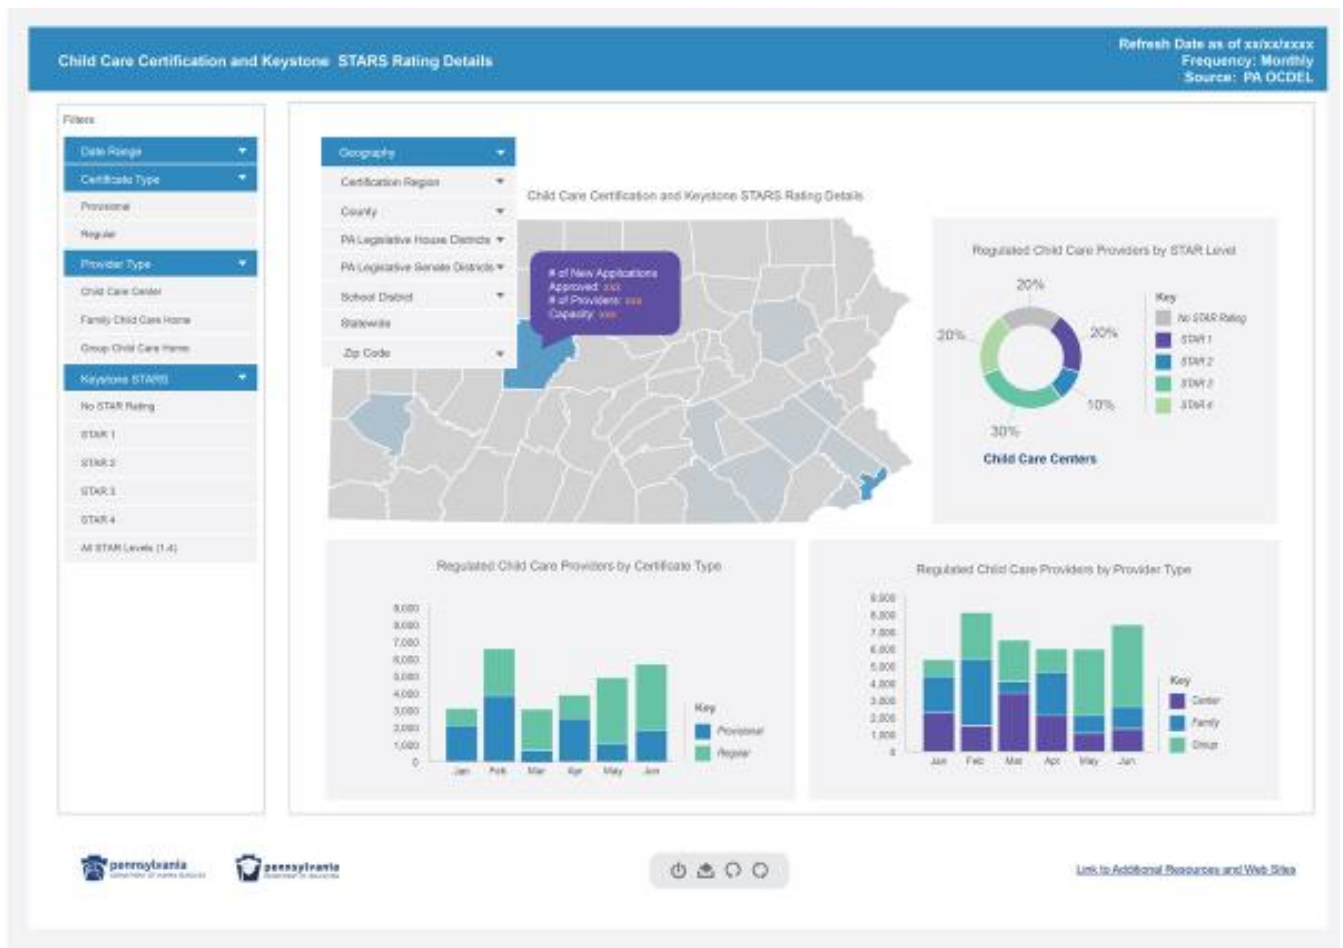 Child Care Certification and Keystone STARS Rating Details
Refresh Date as of xx/xx/xxxx
Frequency: Monthly
Source: PA OCDEL
Filters
Date Range
Certificate Type
Provisional
Regular
Provider Type
Child Care Center
Family Child Care Home
Group Child Care Home
Keystone STARS
No STAR Rating
STAR 1
STAR 2
STAR 3
STAR 4
All STAR Levels (1-4)
Geography
Certification Region
County
PA Legislative House Districts
PA Legislative Senate Districts
School District
Statewide
Zip Code
Child Care Certification and Keystone STARS Rating Details
# of New Applications
Approved: xxx
# of Providers: xxx
Capacity: xxx
Regulated Child Care Providers by STAR Level
20%
20%
20%
10%
30%
Child Care Centers
Key
No STAR Rating
STAR 1
STAR 2
STAR 3
STAR 4
Regulated Child Care Providers by Certificate Type
9,000
8,000
7,000
6,000
5,000
4,000
3,000
2,000
1,000
0
Jan Feb Mar Apr May Jun
Key
Provisional
Regular
Regulated Child Care Providers by Provider Type
9,000
8,000
7,000
6,000
5,000
4,000
3,000
2,000
1,000
0
Jan Feb Mar Apr May Jun
Key
Center
Family
Group
pennsylvania
DEPARTMENT OF HUMAN SERVICES
pennsylvania
DEPARTMENT OF EDUCATION
Link to Additional Resources and Web Sites